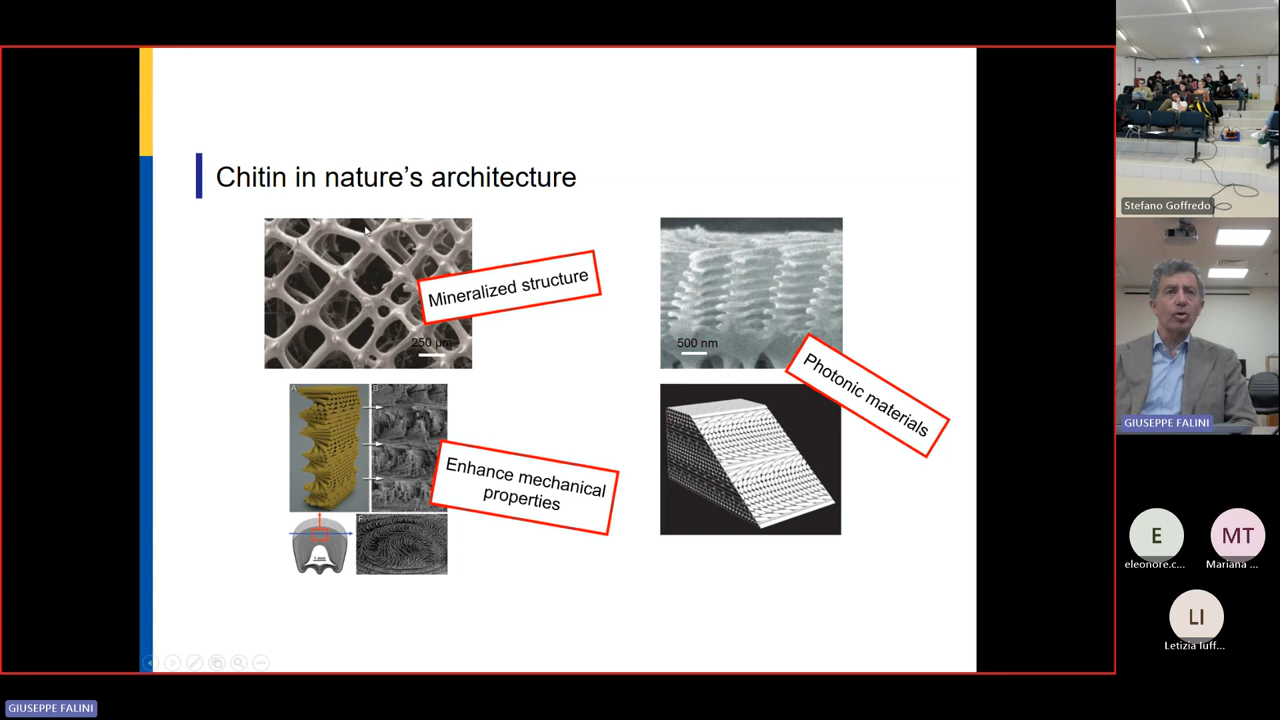 Chitin in nature's architecture
250 µm
Mineralized structure
500 nm
Photonic materials
A
B
Enhance mechanical
properties
Stefano Goffredo
GIUSEPPE FALINI
E
eleonore.c...
MT
Mariana ...
LI
Letizia Iuff...
GIUSEPPE FALINI